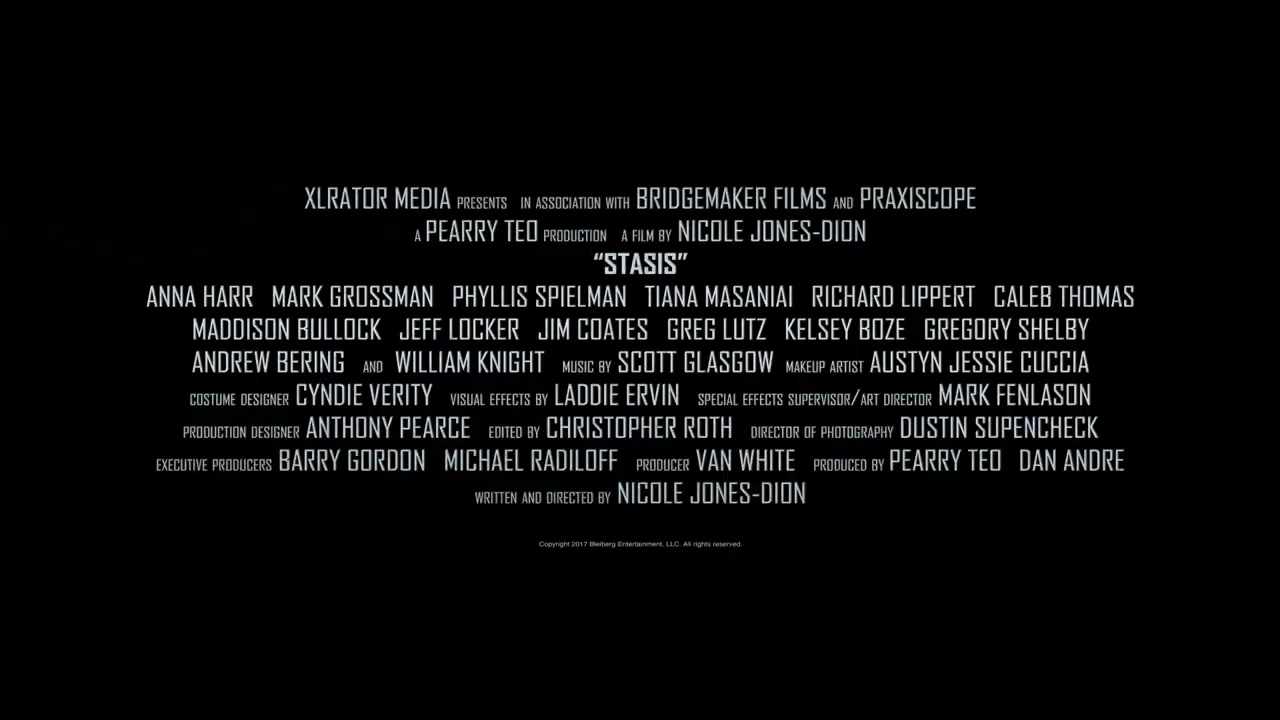 XLRATOR MEDIA PRESENTS IN ASSOCIATION WITH BRIDGEMAKER FILMS AND PRAXISCOPE
A PEARRY TEO PRODUCTION A FILM BY NICOLE JONES-DION
“STASIS”
ANNA HARR MARK GROSSMAN PHYLLIS SPIELMAN TIANA MASANIAI RICHARD LIPPERT CALEB THOMAS
MADDISON BULLOCK JEFF LOCKER JIM COATES GREG LUTZ KELSEY BOZE GREGORY SHELBY
ANDREW BERING AND WILLIAM KNIGHT MUSIC BY SCOTT GLASGOW MAKEUP ARTIST AUSTYN JESSIE CUCCIA
COSTUME DESIGNER CYNDIE VERITY VISUAL EFFECTS BY LADDIE ERVIN SPECIAL EFFECTS SUPERVISOR/ART DIRECTOR MARK FENLASON
PRODUCTION DESIGNER ANTHONY PEARCE EDITED BY CHRISTOPHER ROTH DIRECTOR OF PHOTOGRAPHY DUSTIN SUPENCHECK
EXECUTIVE PRODUCERS BARRY GORDON MICHAEL RADILOFF PRODUCER VAN WHITE PRODUCED BY PEARRY TEO DAN ANDRE
WRITTEN AND DIRECTED BY NICOLE JONES-DION
Copyright 2017 Bleiberg Entertainment, LLC. All rights reserved.